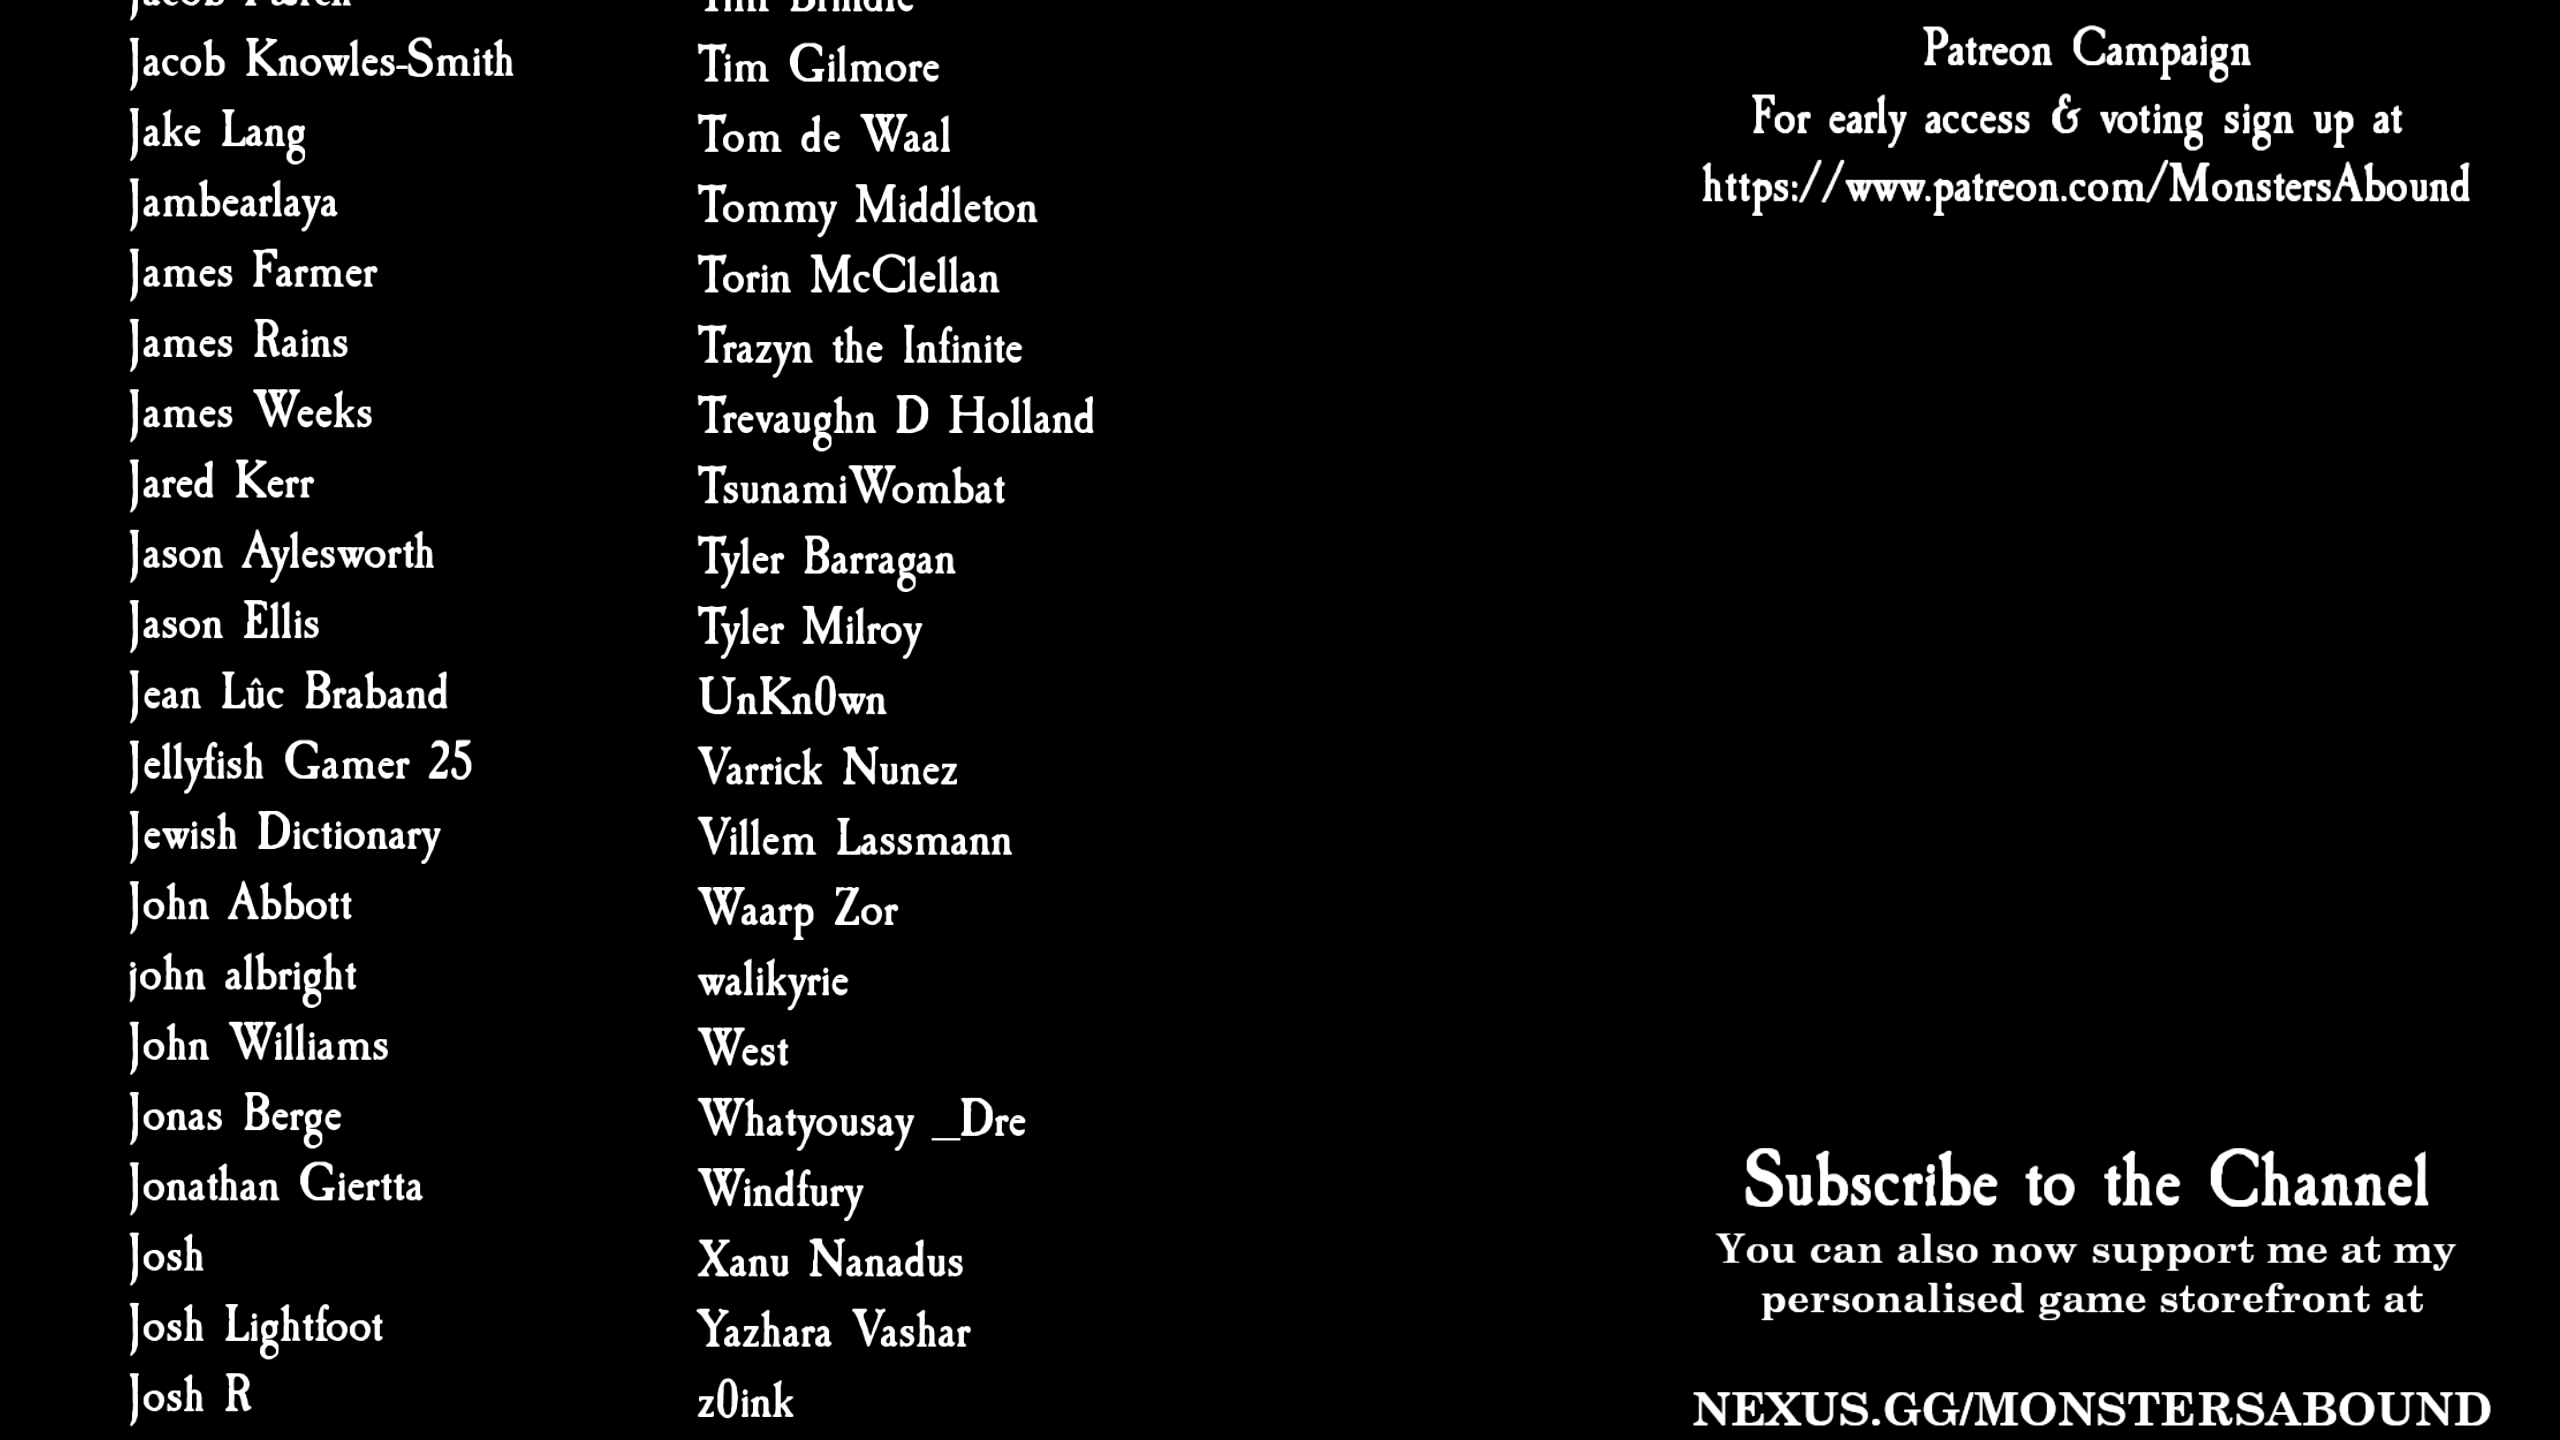 Jacob Knowles-Smith
Jake Lang
Jambearlaya
James Farmer
James Rains
James Weeks
Jared Kerr
Jason Aylesworth
Jason Ellis
Jean Lûc Braband
Jellyfish Gamer 25
Jewish Dictionary
John Abbott
john albright
John Williams
Jonas Berge
Jonathan Giertta
Josh
Josh Lightfoot
Josh R
Tim Gilmore
Tom de Waal
Tommy Middleton
Torin McClellan
Trazyn the Infinite
Trevaughn D Holland
TsunamiWombat
Tyler Barragan
Tyler Milroy
UnKn0wn
Varrick Nunez
Villem Lassmann
Waarp Zor
walikyrie
West
Whatyousay _Dre
Windfury
Xanu Nanadus
Yazhara Vashar
z0ink
Patreon Campaign
For early access & voting sign up at
https://www.patreon.com/MonstersAbound
Subscribe to the Channel
You can also now support me at my
personalised game storefront at
NEXUS.GG/MONSTERSABOUND